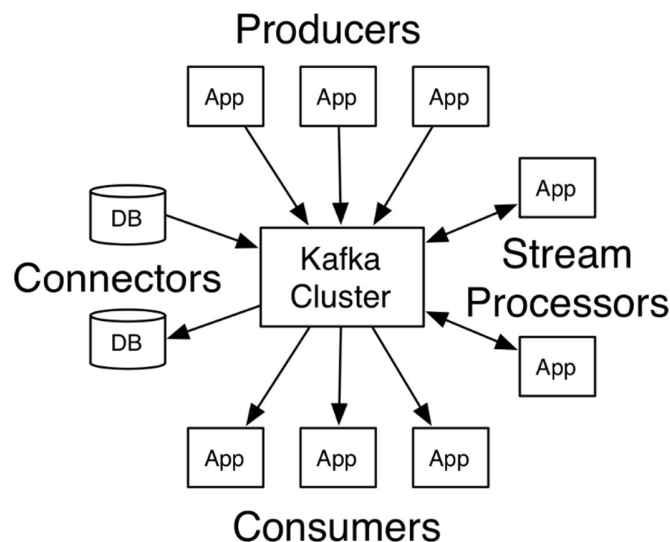 Producers
App
App
App
App
DB
Kafka
Cluster
Stream
Processors
Connectors
DB
App
App
App
App
Consumers